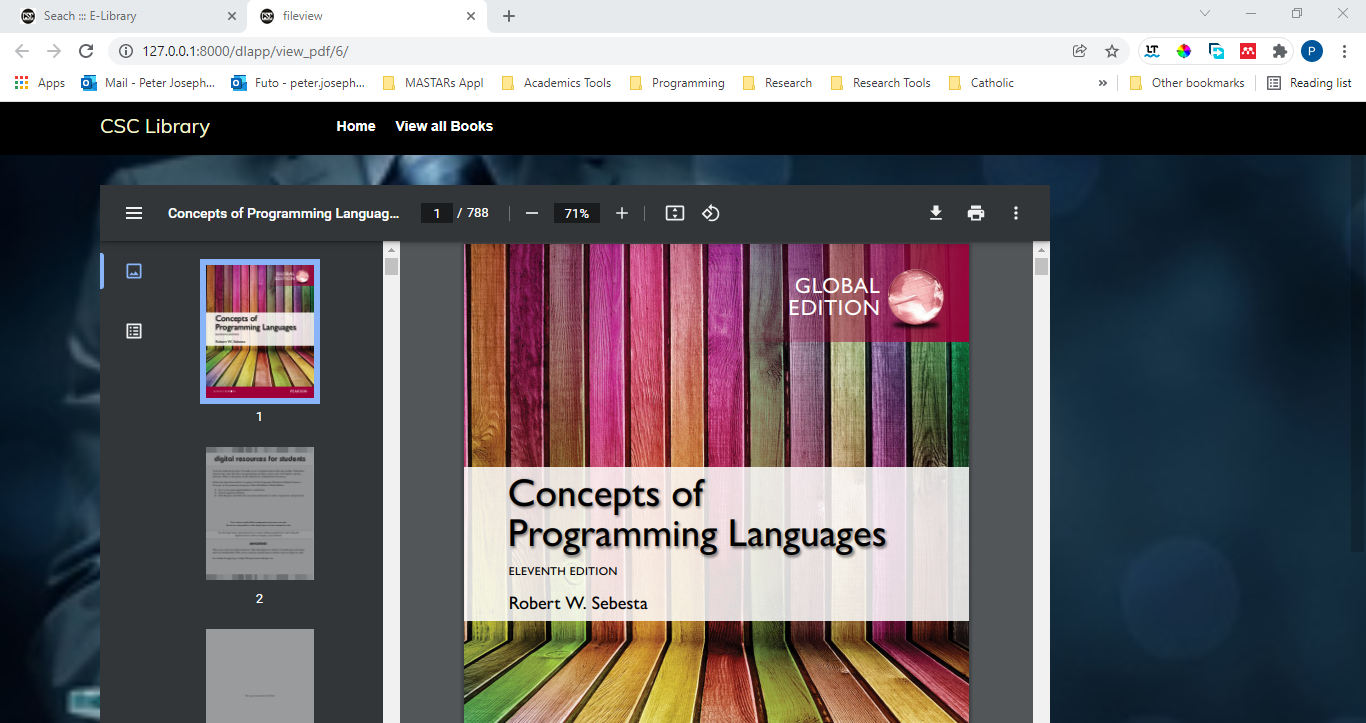 Seach ::: E-Library
fileview
127.0.0.1:8000/dlapp/view_pdf/6/
P
Apps
Mail - Peter Joseph...
Futo - peter.joseph...
MASTARs Appl
Academics Tools
Programming
Research
Research Tools
Catholic
»
Other bookmarks
Reading list
CSC Library
Home
View all Books
Concepts of Programming Languag...
1 / 788
71%
GLOBAL
EDITION
Concepts of
Programming Languages
Robert W. Sebesta
PEARSON
1
digital resources for students
2
GLOBAL
EDITION
Concepts of
Programming Languages
ELEVENTH EDITION
Robert W. Sebesta